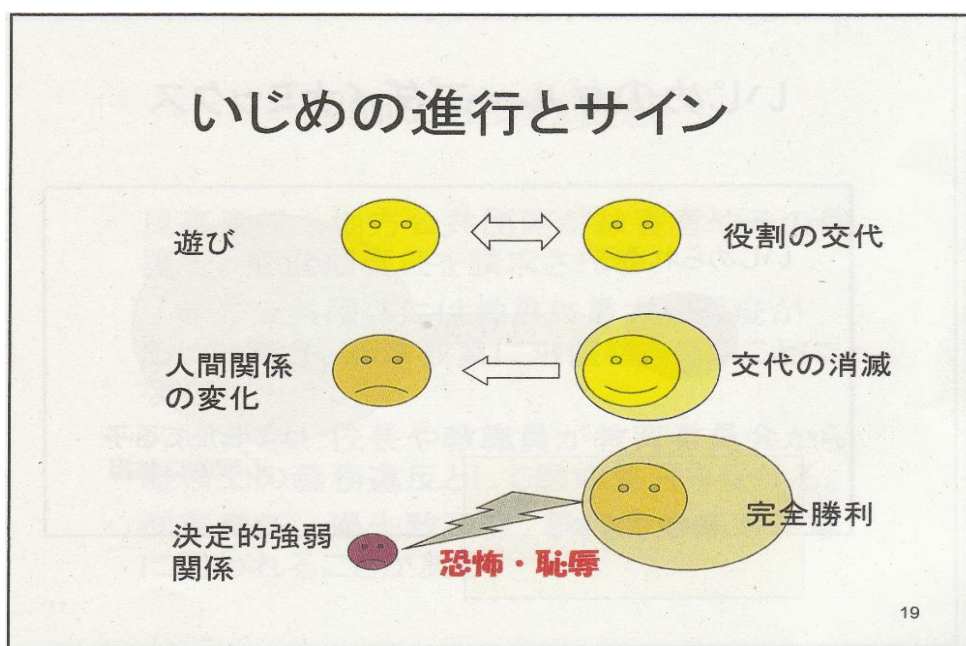 いじめの進行とサイン
遊び
役割の交代
人間関係
の変化
交代の消滅
決定的強弱
関係
恐怖・恥辱
完全勝利
19